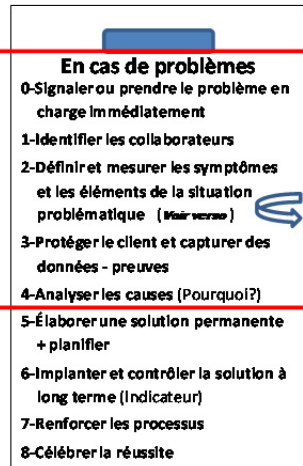 En cas de problèmes
0-Signaler ou prendre le problème en
charge immédiatement
1-Identifier les collaborateurs
2-Définir et mesurer les symptômes
et les éléments de la situation
problématique (Voir verso)
3-Protéger le client et capturer des
données - preuves
4-Analyser les causes (Pourquoi?)
5-Élaborer une solution permanente
+ planifier
6-Implanter et contrôler la solution à
long terme (Indicateur)
7-Renforcer les processus
8-Célébrer la réussite